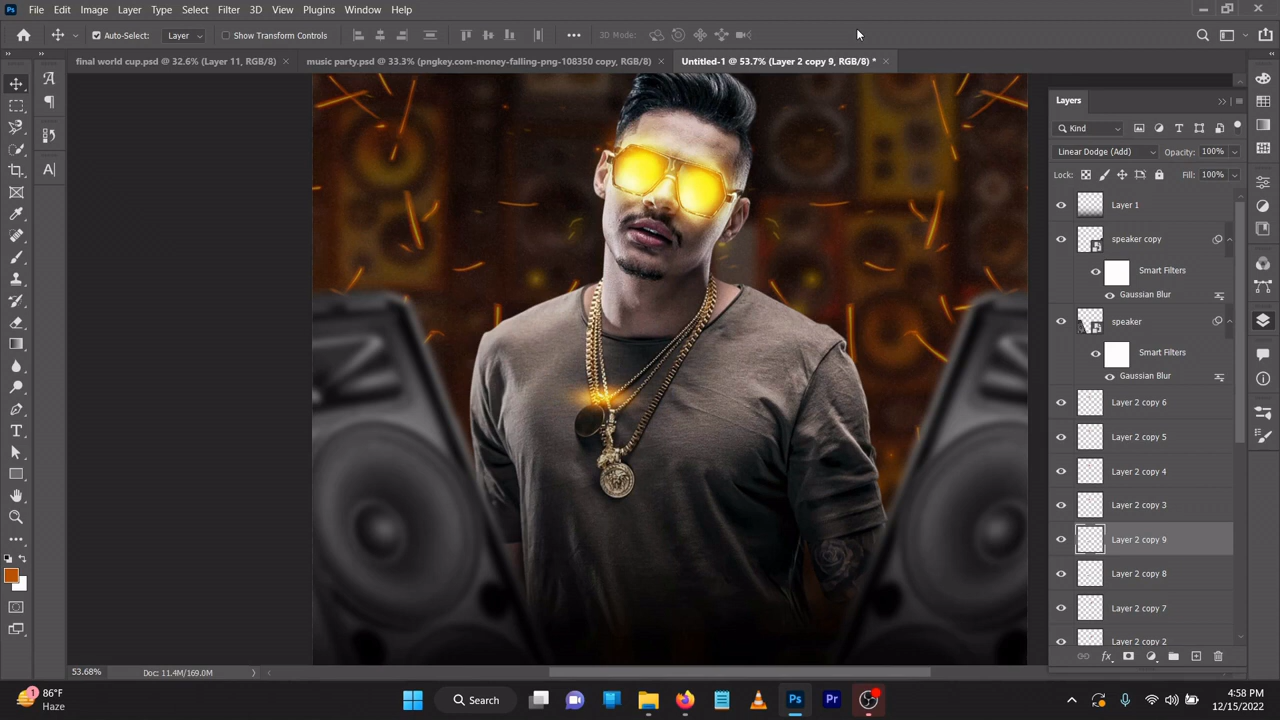 File Edit Image Layer Type Select Filter 3D View Plugins Window Help
Auto-Select: Layer Show Transform Controls 3D Mode:
final world cup.psd @ 32.6% (Layer 11, RGB/8) music party.psd @ 33.3% (pngkey.com-money-falling-png-108350 copy, RGB/8) Untitled-1 @ 53.7% (Layer 2 copy 9, RGB/8) *
Layers
Kind
Linear Dodge (Add) Opacity: 100%
Lock: Fill: 100%
Layer 1
speaker copy
Smart Filters
Gaussian Blur
speaker
Smart Filters
Gaussian Blur
Layer 2 copy 6
Layer 2 copy 5
Layer 2 copy 4
Layer 2 copy 3
Layer 2 copy 9
Layer 2 copy 8
Layer 2 copy 7
Layer 2 copy 2
53.68% Doc: 11.4M/169.0M
1 86°F
Haze
Search
Ps
Pr
4:58 PM
12/15/2022